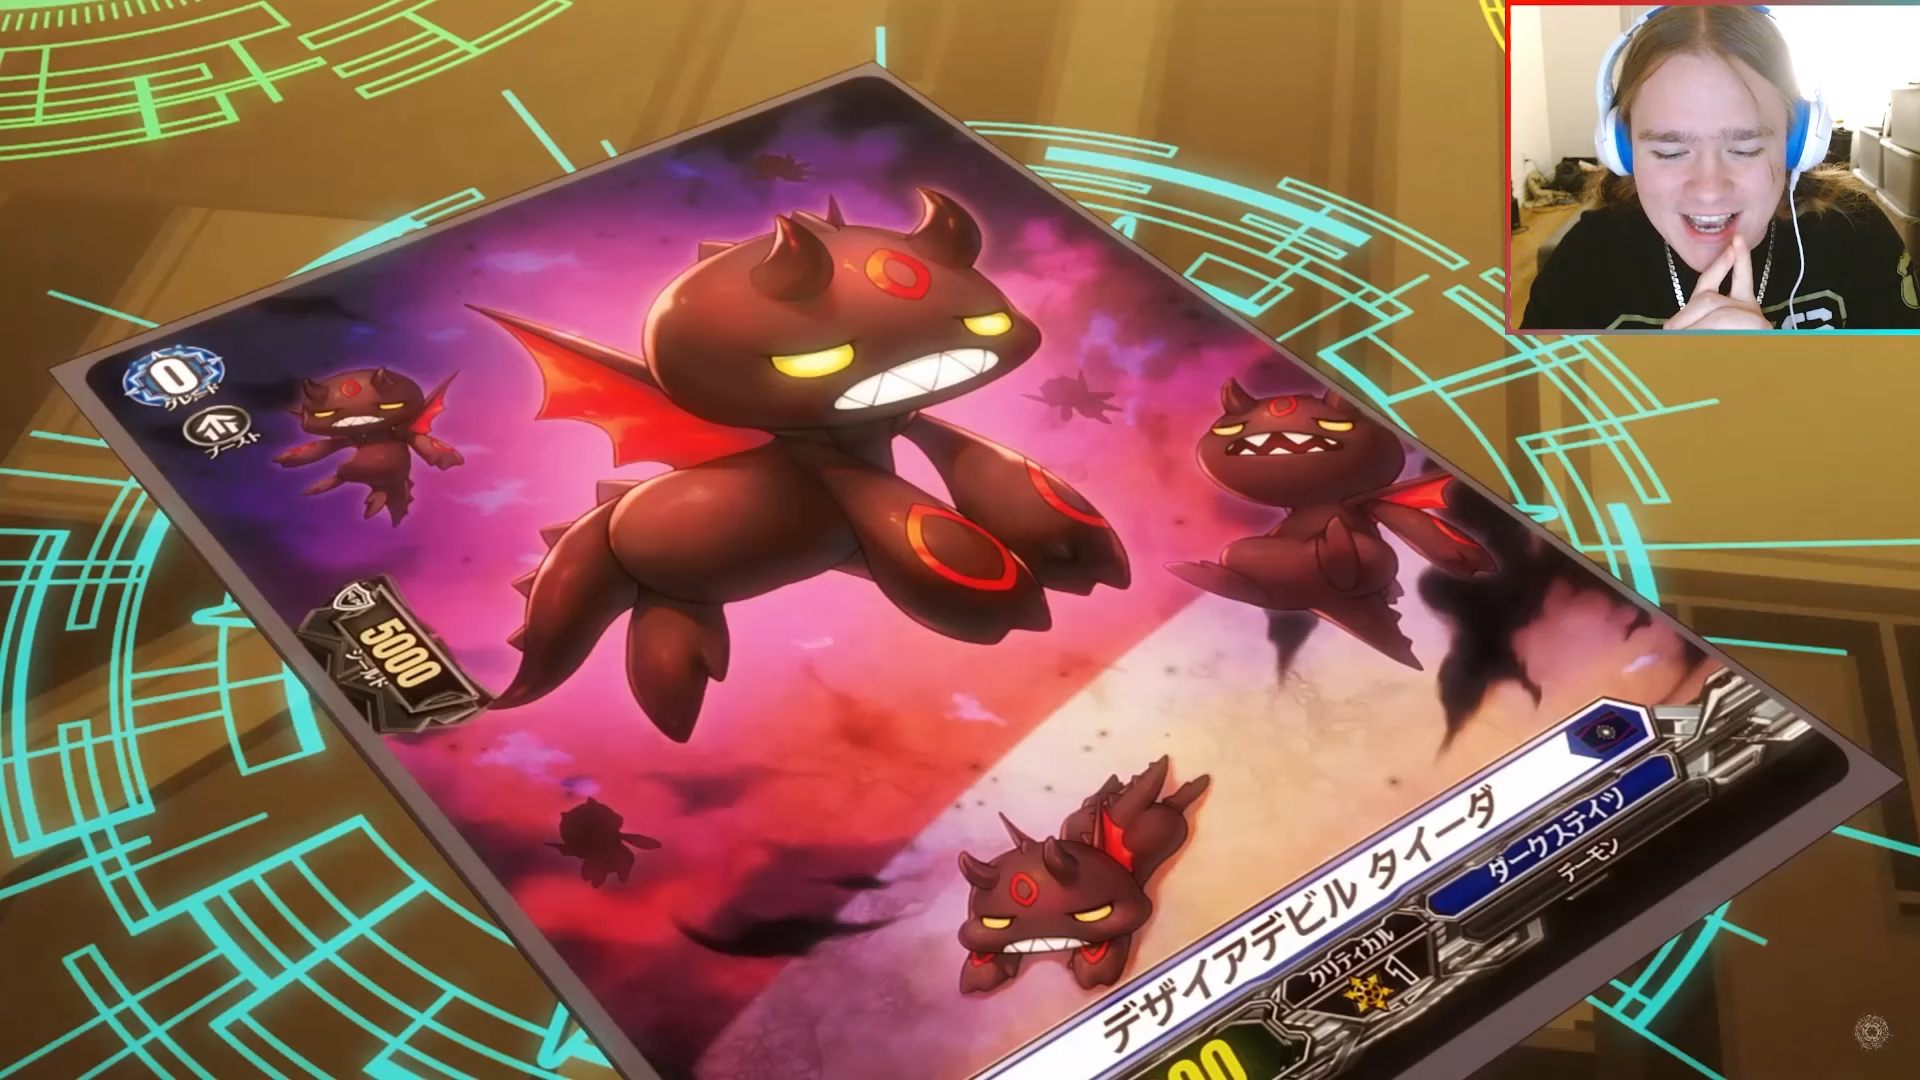 0
グレード
ブースト
5000
シールド
デザイアデビル タイーダ
ダークステイツ
デーモン
クリティカル
1
00